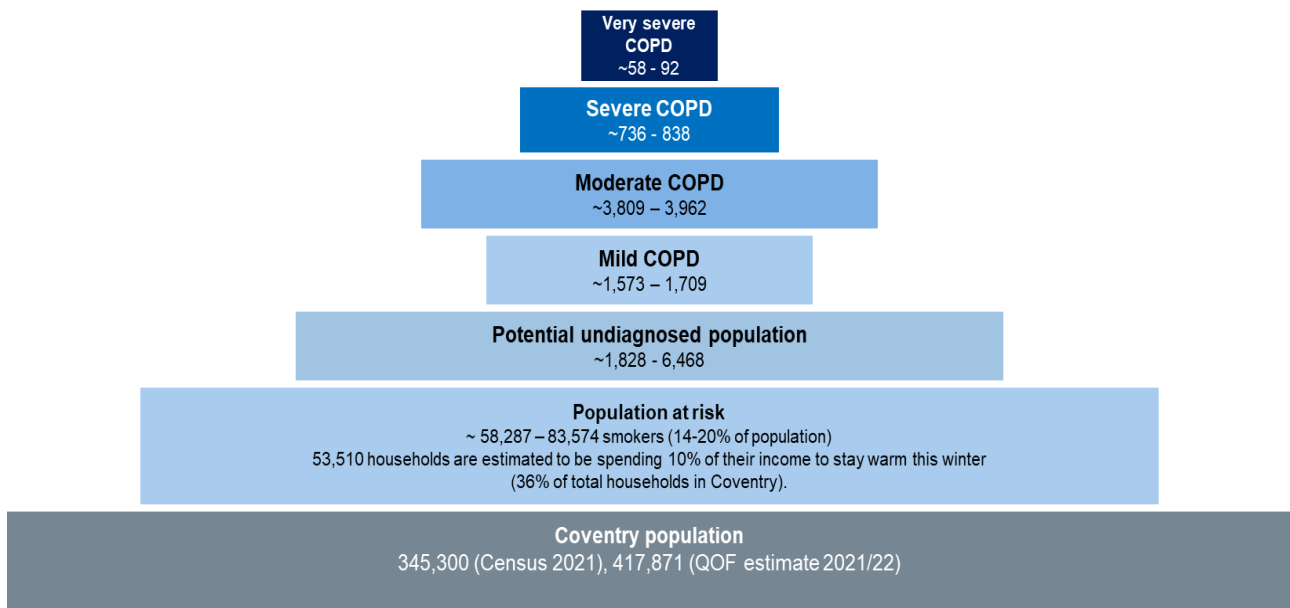 Very severe
COPD
~58 - 92
Severe COPD
~736 - 838
Moderate COPD
~3,809 – 3,962
Mild COPD
~1,573 – 1,709
Potential undiagnosed population
~1,828 - 6,468
Population at risk
~ 58,287 – 83,574 smokers (14-20% of population)
53,510 households are estimated to be spending 10% of their income to stay warm this winter
(36% of total households in Coventry).
Coventry population
345,300 (Census 2021), 417,871 (QOF estimate 2021/22)